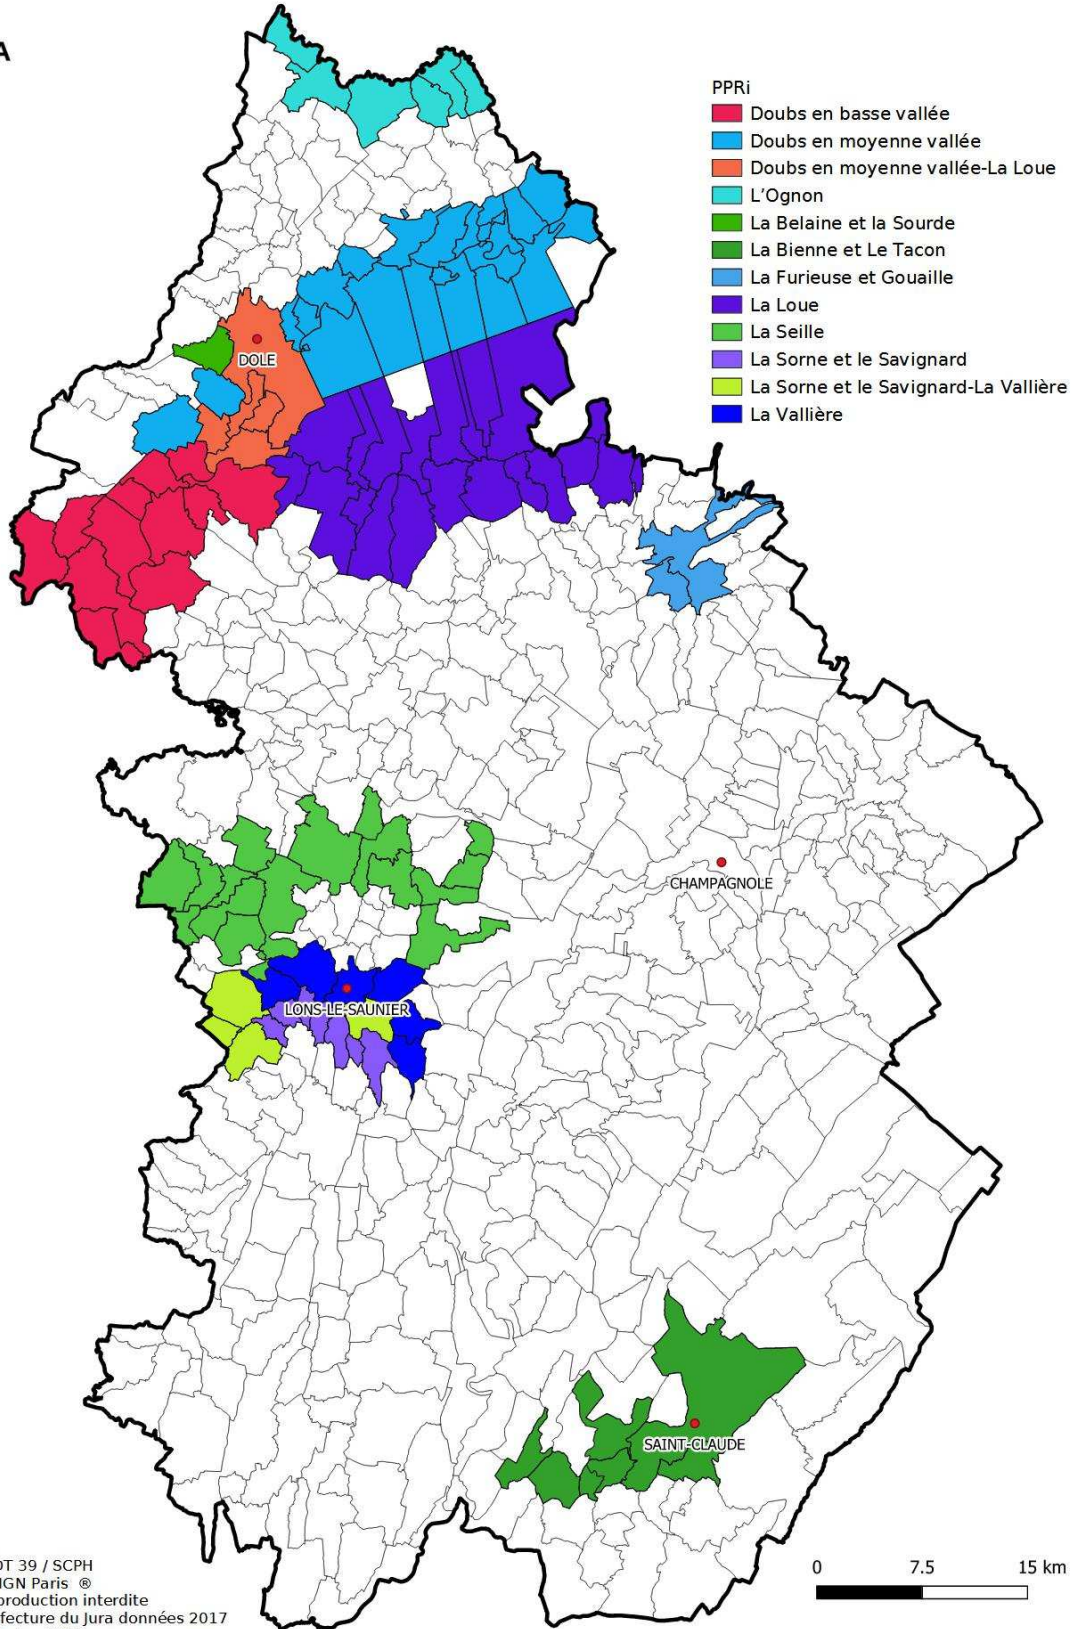 A
PPRi
Doubs en basse vallée
Doubs en moyenne vallée
Doubs en moyenne vallée-La Loue
L'Ognon
La Belaine et la Sourde
La Bienne et Le Tacon
La Furieuse et Gouaille
La Loue
La Seille
La Sorne et le Savignard
La Sorne et le Savignard-La Vallière
La Vallière
DOLE
CHAMPAGNOLE
LONS-LE-SAUNIER
SAINT-CLAUDE
0 7.5 15 km
OT 39 / SCPH
IGN Paris ®
production interdite
fecture du Jura données 2017